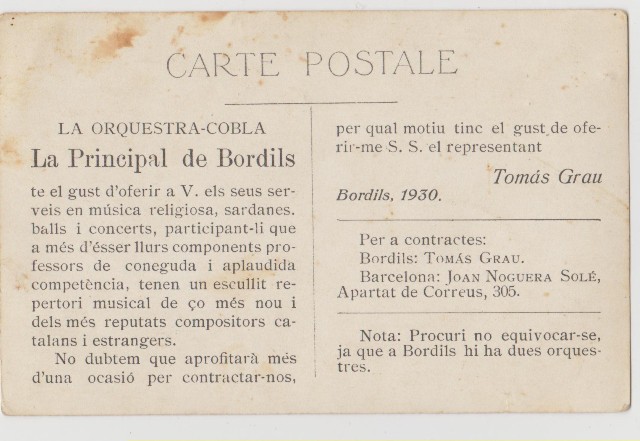 CARTE POSTALE
LA ORQUESTRA-COBLA
La Principal de Bordils
te el gust d'oferir a V. els seus ser-
veis en música religiosa, sardanes.
balls i concerts, participant-li que
a més d'ésser llurs components pro-
fessors de coneguda i aplaudida
competència, tenen un escullit re-
pertori musical de ço més nou i
dels més reputats compositors ca-
talans i estrangers.
No dubtem que aprofitarà més
d'una ocasió per contractar-nos,
per qual motiu tinc el gust de ofe-
rir-me S. S. el representant
Tomás Grau
Bordils, 1930.
Per a contractes:
Bordils: TOMÁS GRAU.
Barcelona: JOAN NOGUERA SOLÉ,
Apartat de Correus, 305.
Nota: Procuri no equivocar-se,
ja que a Bordils hi ha dues orques-
tres.